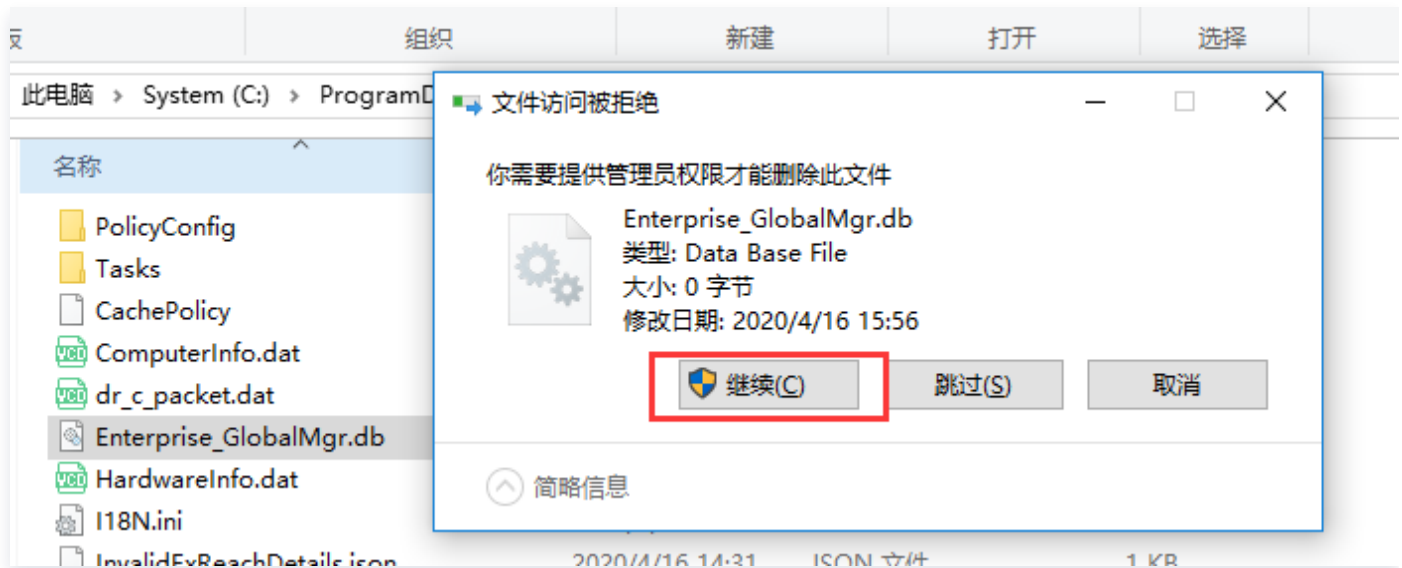 组织 新建 打开 选择
此电脑 > System (C:) > ProgramD
文件访问被拒绝
名称
你需要提供管理员权限才能删除此文件
Enterprise_GlobalMgr.db
类型: Data Base File
大小: 0 字节
修改日期: 2020/4/16 15:56
继续(C) 跳过(S) 取消
简略信息
PolicyConfig
Tasks
CachePolicy
ComputerInfo.dat
dr_c_packet.dat
Enterprise_GlobalMgr.db
HardwareInfo.dat
I18N.ini
InvalidExReachDetails.json 2020/4/16 14:31 JSON 文件 1 KB